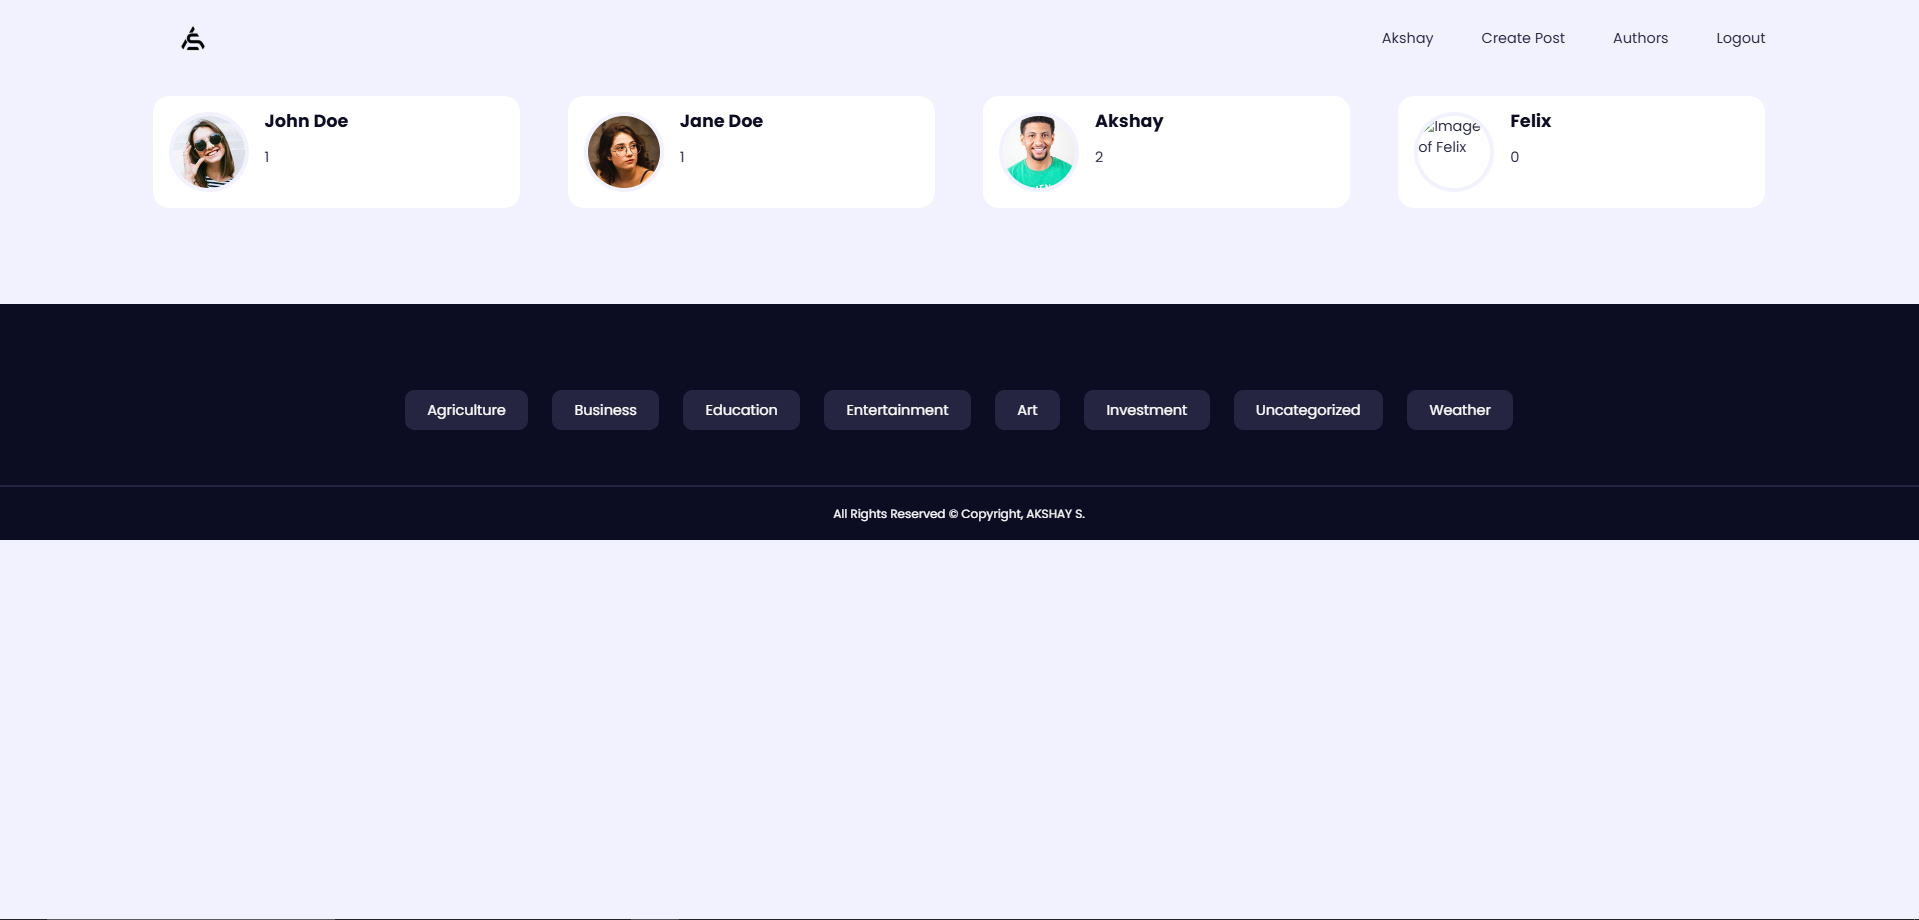 Akshay Create Post Authors Logout
John Doe
1
Jane Doe
1
Akshay
2
Image
of Felix
Felix
0
Agriculture Business Education Entertainment Art Investment Uncategorized Weather
All Rights Reserved © Copyright, AKSHAY S.